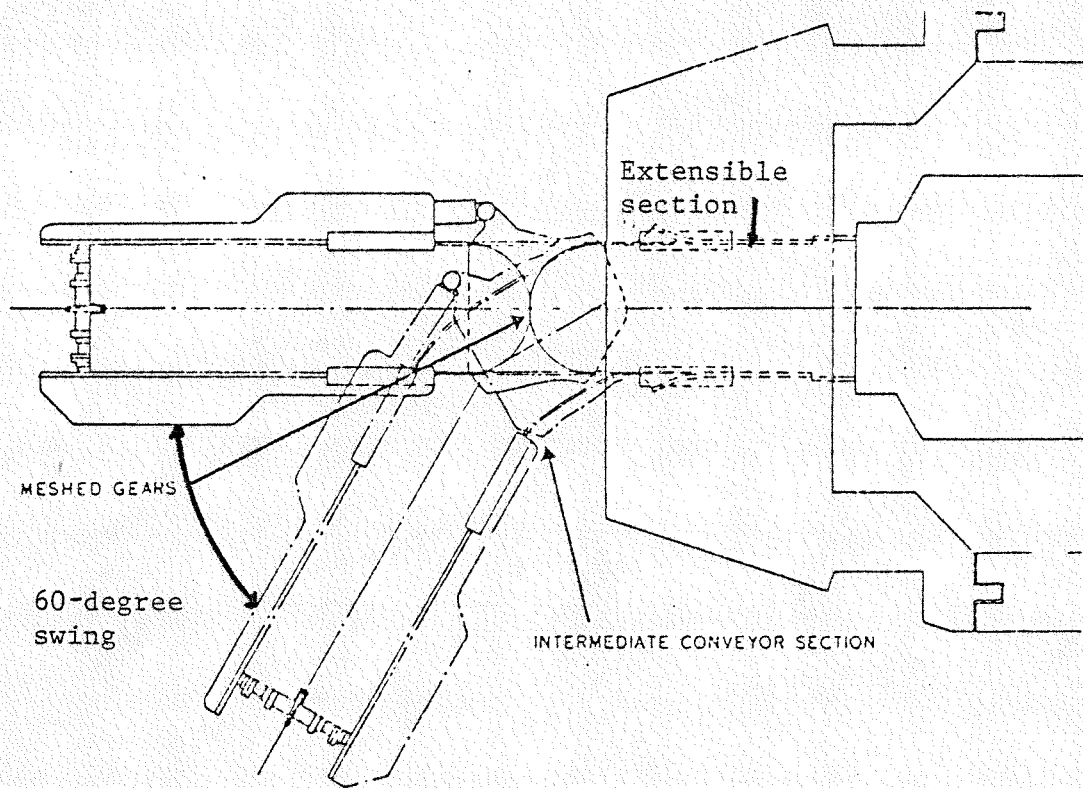 Extensible
section
MESHED GEARS
60-degree
swing
INTERMEDIATE CONVEYOR SECTION